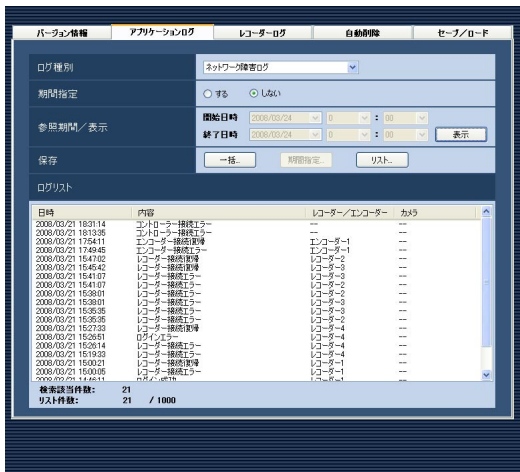 バージョン情報 アプリケーションログ レコーダーログ 自動削除 セーブ/ロード
ログ種別 ネットワーク障害ログ
期間指定 する しない
参照期間/表示
開始日時 2008/03/24 0 : 00
終了日時 2008/03/24 0 : 00 表示
保存 一括... 期間指定... リスト...
ログリスト
日時 内容 レコーダー/エンコーダー カメラ
2008/03/21 18:31:14 コントローラー接続エラー -- --
2008/03/21 18:13:35 コントローラー接続エラー -- --
2008/03/21 17:54:11 エンコーダー接続復帰 エンコーダー1 --
2008/03/21 17:49:45 エンコーダー接続エラー エンコーダー1 --
2008/03/21 15:47:02 レコーダー接続復帰 レコーダー2 --
2008/03/21 15:45:42 レコーダー接続復帰 レコーダー3 --
2008/03/21 15:41:07 レコーダー接続エラー レコーダー3 --
2008/03/21 15:41:07 レコーダー接続エラー レコーダー2 --
2008/03/21 15:38:01 レコーダー接続エラー レコーダー2 --
2008/03/21 15:38:01 レコーダー接続エラー レコーダー3 --
2008/03/21 15:35:35 レコーダー接続エラー レコーダー3 --
2008/03/21 15:35:35 レコーダー接続エラー レコーダー2 --
2008/03/21 15:27:33 レコーダー接続復帰 レコーダー4 --
2008/03/21 15:26:51 ログインエラー レコーダー4 --
2008/03/21 15:26:14 レコーダー接続エラー レコーダー4 --
2008/03/21 15:19:33 レコーダー接続エラー レコーダー4 --
2008/03/21 15:00:21 レコーダー接続復帰 レコーダー1 --
2008/03/21 15:00:05 レコーダー接続エラー レコーダー1 --
2008/03/21 14:46:11 ログイン成功 レコーダー1 --
検索該当件数: 21
リスト件数: 21 / 1000